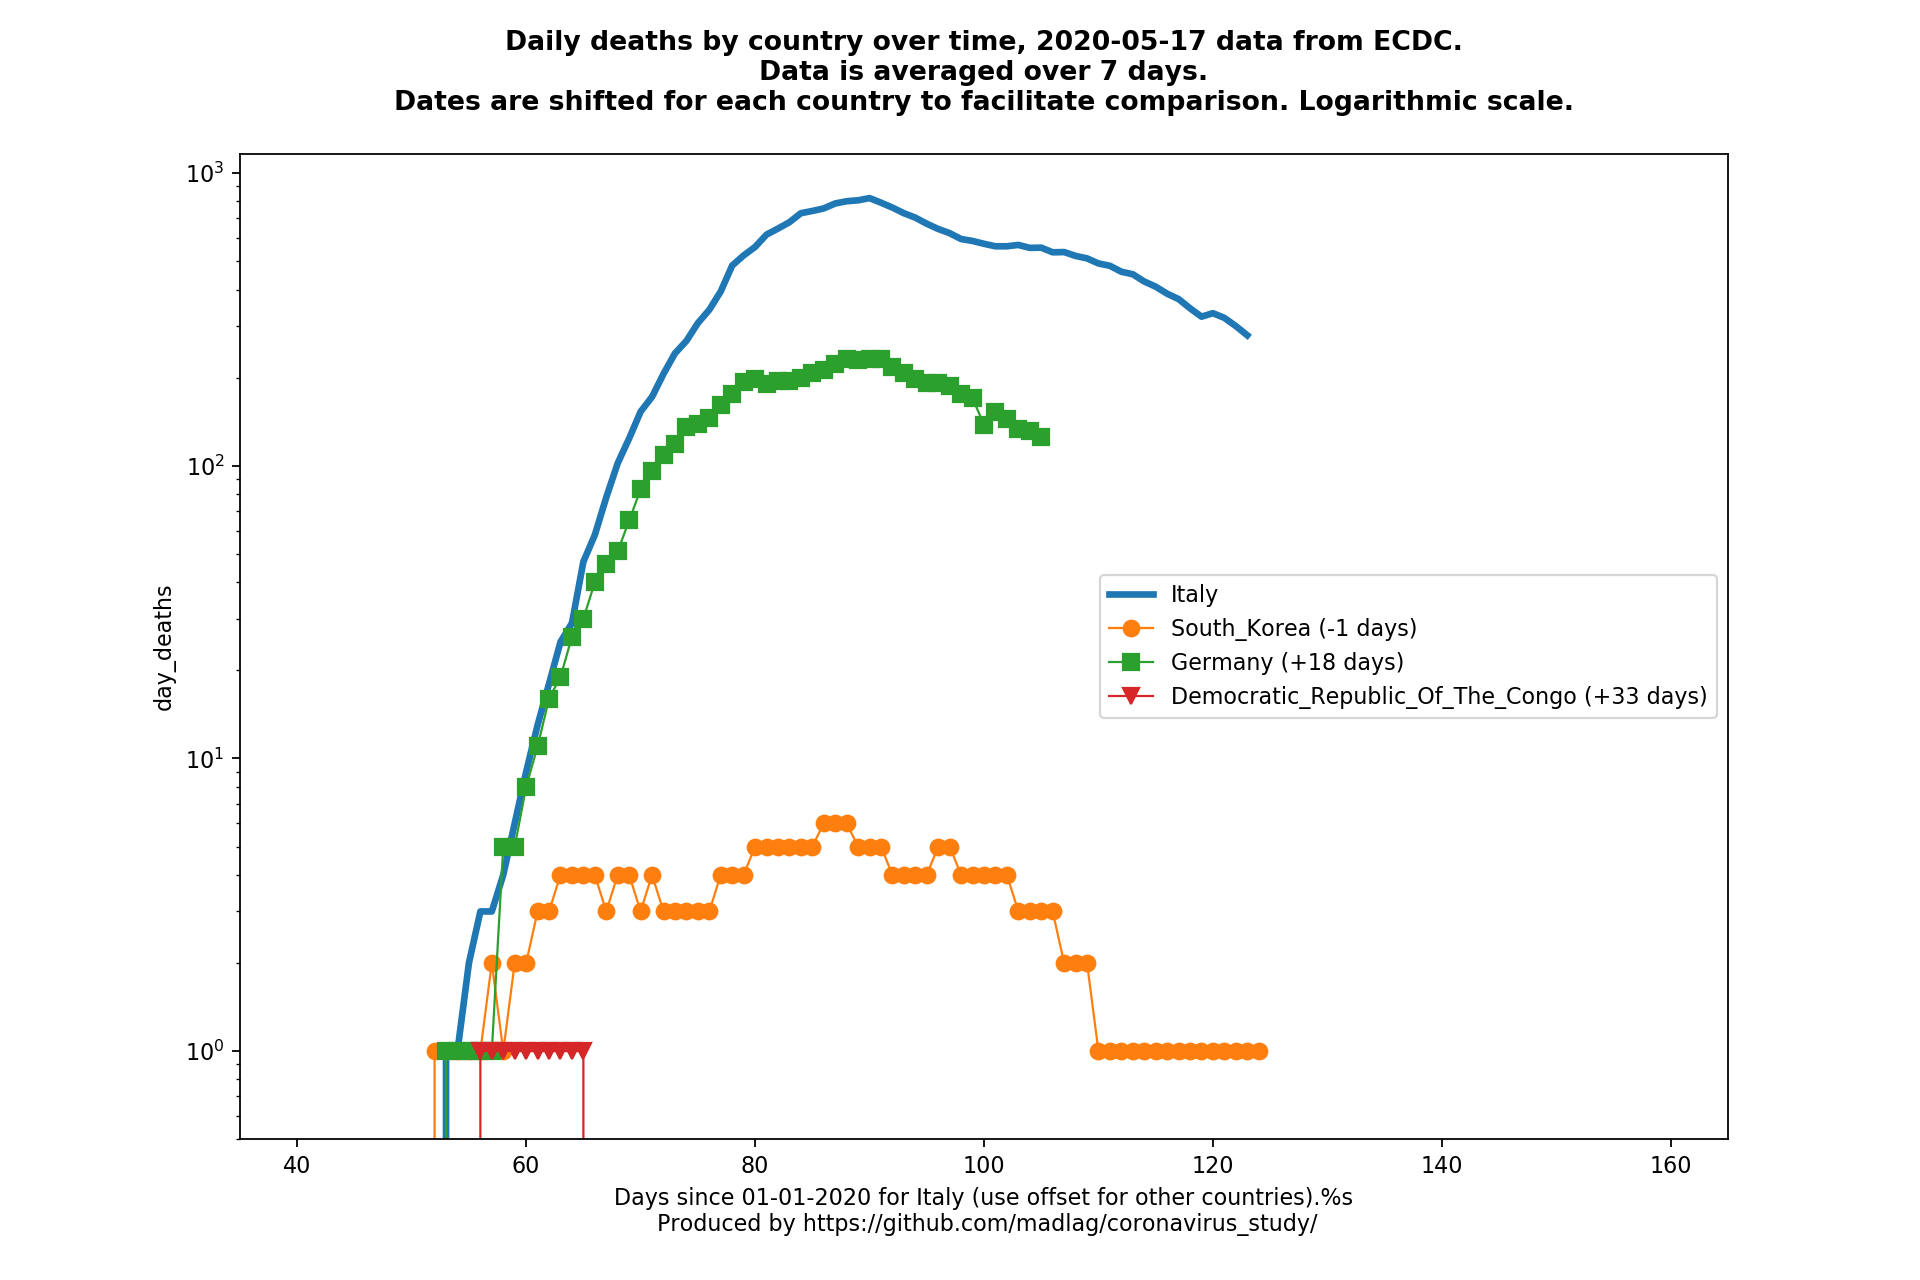 Daily deaths by country over time, 2020-05-17 data from ECDC.
Data is averaged over 7 days.
Dates are shifted for each country to facilitate comparison. Logarithmic scale.
10³
10²
10¹
10⁰
day_deaths
Italy
South_Korea (-1 days)
Germany (+18 days)
Democratic_Republic_Of_The_Congo (+33 days)
40 60 80 100 120 140 160
Days since 01-01-2020 for Italy (use offset for other countries).%s
Produced by https://github.com/madlag/coronavirus_study/